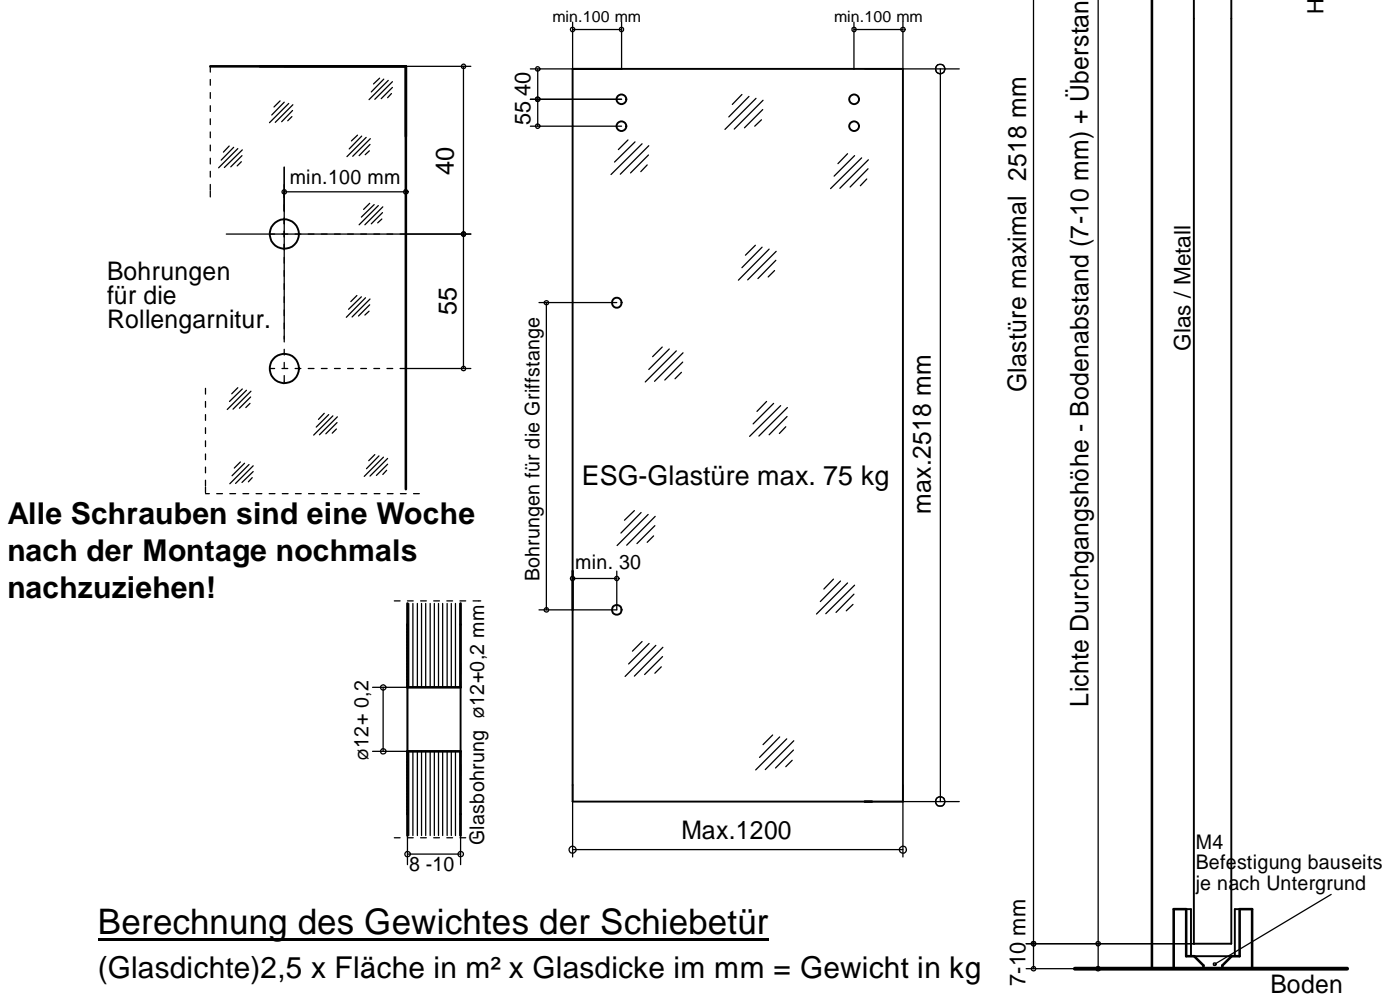 min.100 mm
min.100 mm
40
55
min.100 mm
40
55
Bohrungen
für die
Rollengarnitur.
Alle Schrauben sind eine Woche
nach der Montage nochmals
nachzuziehen!
Bohrungen für die Griffstange
ESG-Glastüre max. 75 kg
min. 30
max.2518 mm
Max.1200
ø12+ 0,2
Glasbohrung ø12+0,2 mm
8 -10
Glastüre maximal 2518 mm
Lichte Durchgangshöhe - Bodenabstand (7-10 mm) + Überstan
Glas / Metall
H
M4
Befestigung bauseits
je nach Untergrund
7-10 mm
Boden
Berechnung des Gewichtes der Schiebetür
(Glasdichte)2,5 x Fläche in m² x Glasdicke im mm = Gewicht in kg